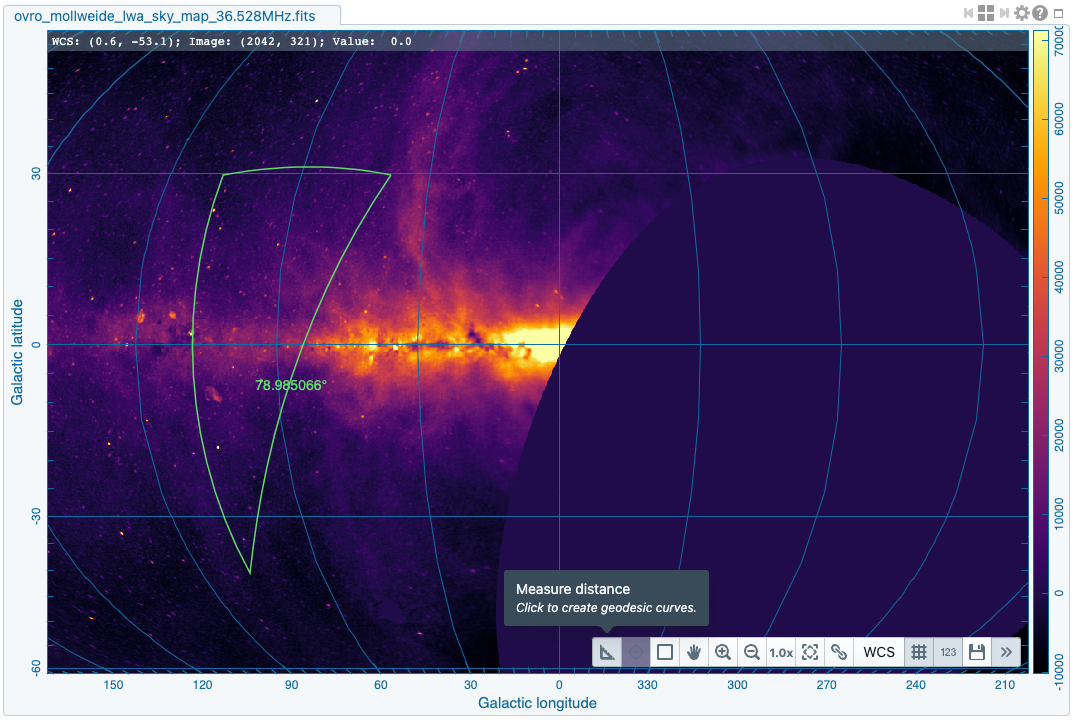 ovro_mollweide_lwa_sky_map_36.528MHz.fits
WCS: (0.6, -53.1); Image: (2042, 321); Value:  0.0
70000
60000
50000
40000
30000
20000
10000
0
-10000
30
0
-30
-60
Galactic latitude
78.985066°
Measure distance
Click to create geodesic curves.
1.0x
WCS
123
150 120 90 60 30 0 330 300 270 240 210
Galactic longitude